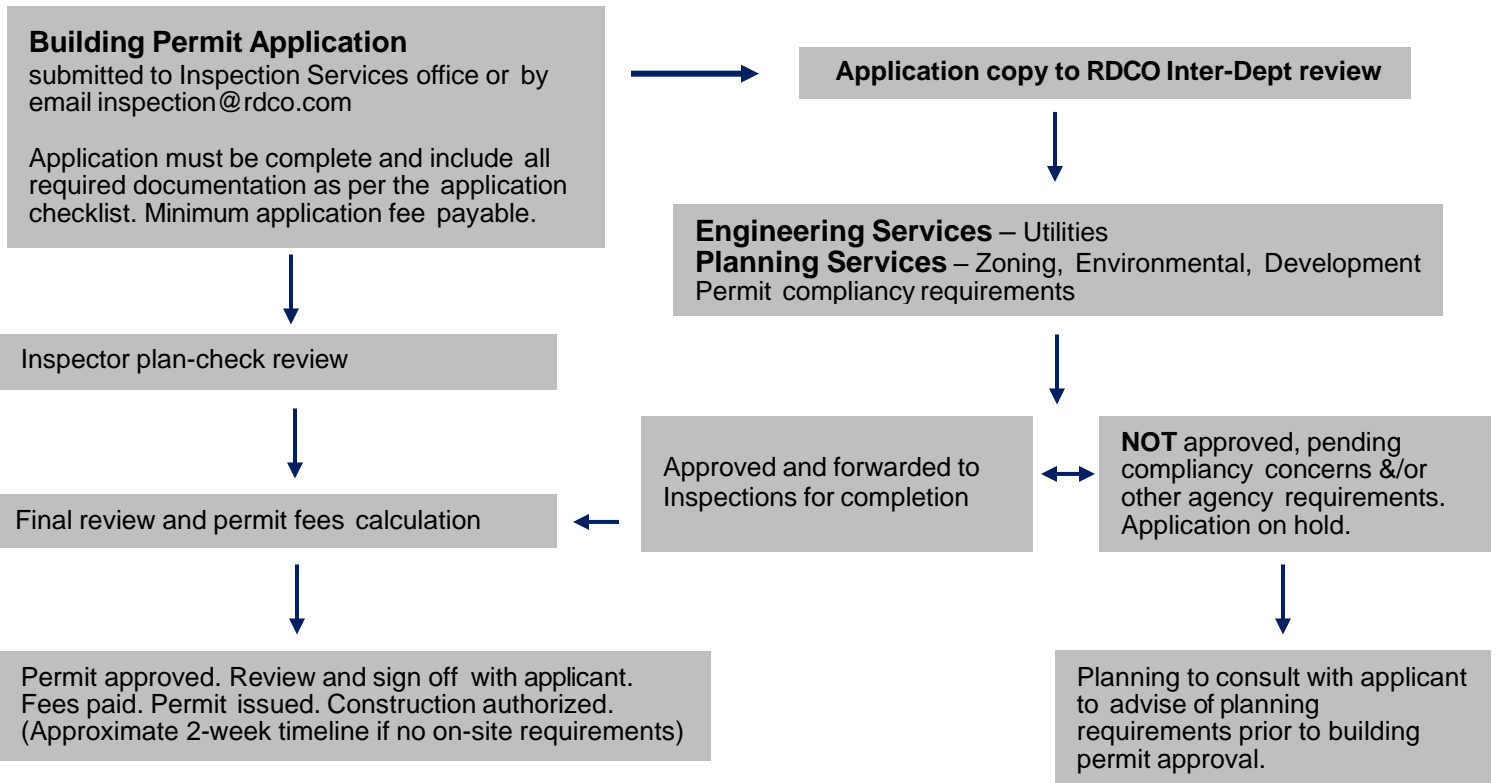 Building Permit Application
submitted to Inspection Services office or by
email inspection@rdco.com
Application must be complete and include all
required documentation as per the application
checklist. Minimum application fee payable.
Application copy to RDCO Inter-Dept review
Engineering Services – Utilities
Planning Services – Zoning, Environmental, Development
Permit compliancy requirements
Inspector plan-check review
Approved and forwarded to
Inspections for completion
NOT approved, pending
compliancy concerns &/or
other agency requirements.
Application on hold.
Final review and permit fees calculation
Permit approved. Review and sign off with applicant.
Fees paid. Permit issued. Construction authorized.
(Approximate 2-week timeline if no on-site requirements)
Planning to consult with applicant
to advise of planning
requirements prior to building
permit approval.